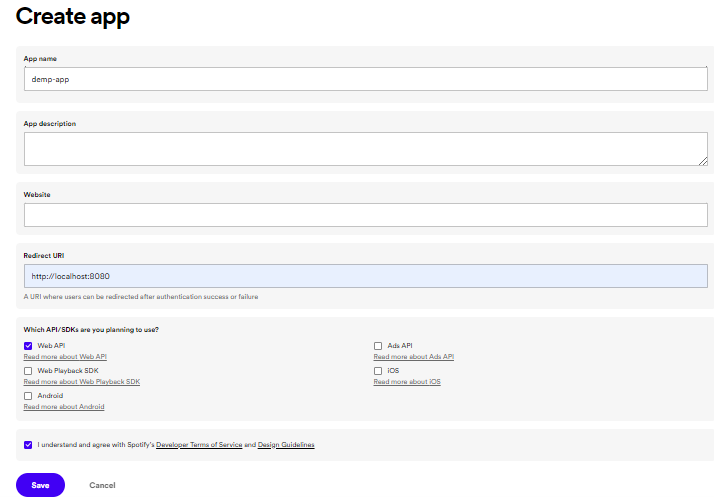 Create app
App name
demp-app
App description
Website
Redirect URI
http://localhost:8080
A URI where users can be redirected after authentication success or failure
Which API/SDKs are you planning to use?
Web API
Read more about Web API
Ads API
Read more about Ads API
Web Playback SDK
Read more about Web Playback SDK
iOS
Read more about iOS
Android
Read more about Android
I understand and agree with Spotify's Developer Terms of Service and Design Guidelines
Save
Cancel